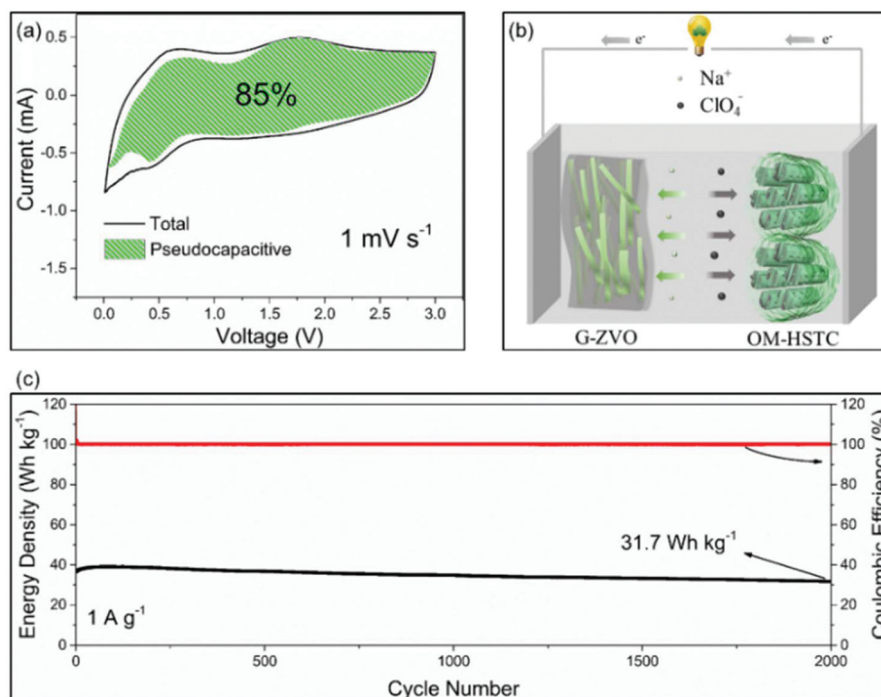 (a)
0.5
0.0
-0.5
-1.0
-1.5
Current (mA)
85%
Total
Pseudocapacitive
1 mV s⁻¹
0.0 0.5 1.0 1.5 2.0 2.5 3.0
Voltage (V)
(b)
e⁻ e⁻
Na⁺
ClO₄⁻
G-ZVO OM-HSTC
(c)
Energy Density (Wh kg⁻¹)
120 120
100 100
80 80
60 60
40 40
20 20
0 0
Coulombic Efficiency (%)
31.7 Wh kg⁻¹
1 A g⁻¹
0 500 1000 1500 2000
Cycle Number